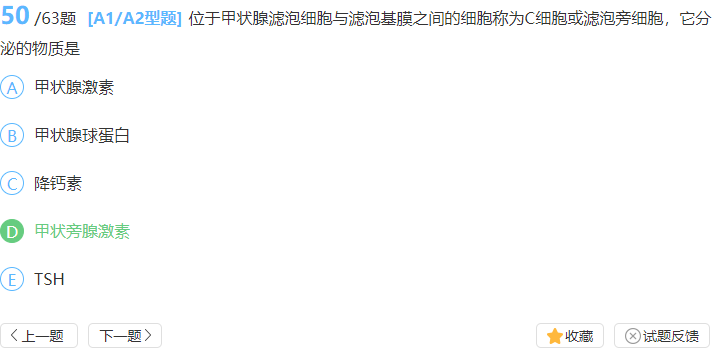 50 /63题 [A1/A2型题] 位于甲状腺滤泡细胞与滤泡基膜之间的细胞称为C细胞或滤泡旁细胞，它分
泌的物质是
A 甲状腺激素
B 甲状腺球蛋白
C 降钙素
D 甲状旁腺激素
E TSH
上一题 下一题 收藏 试题反馈